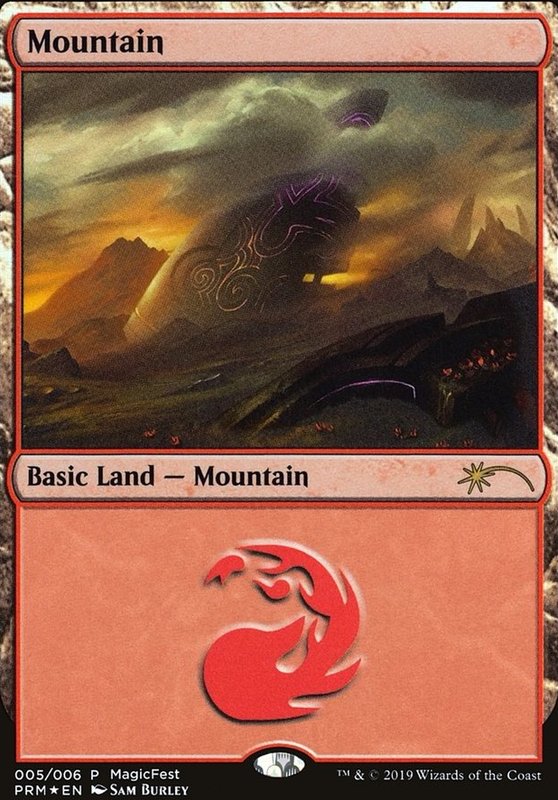 Mountain
Basic Land — Mountain
005/006 P MagicFest
PRM★EN Sam Burley
™ & © 2019 Wizards of the Coast